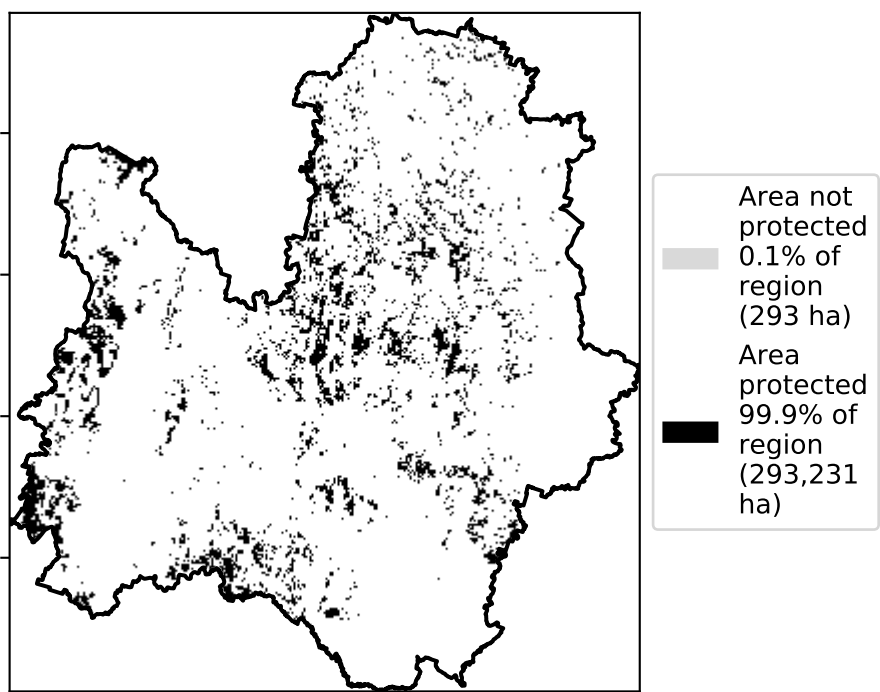 Area not
protected
0.1% of
region
(293 ha)
Area
protected
99.9% of
region
(293,231
ha)